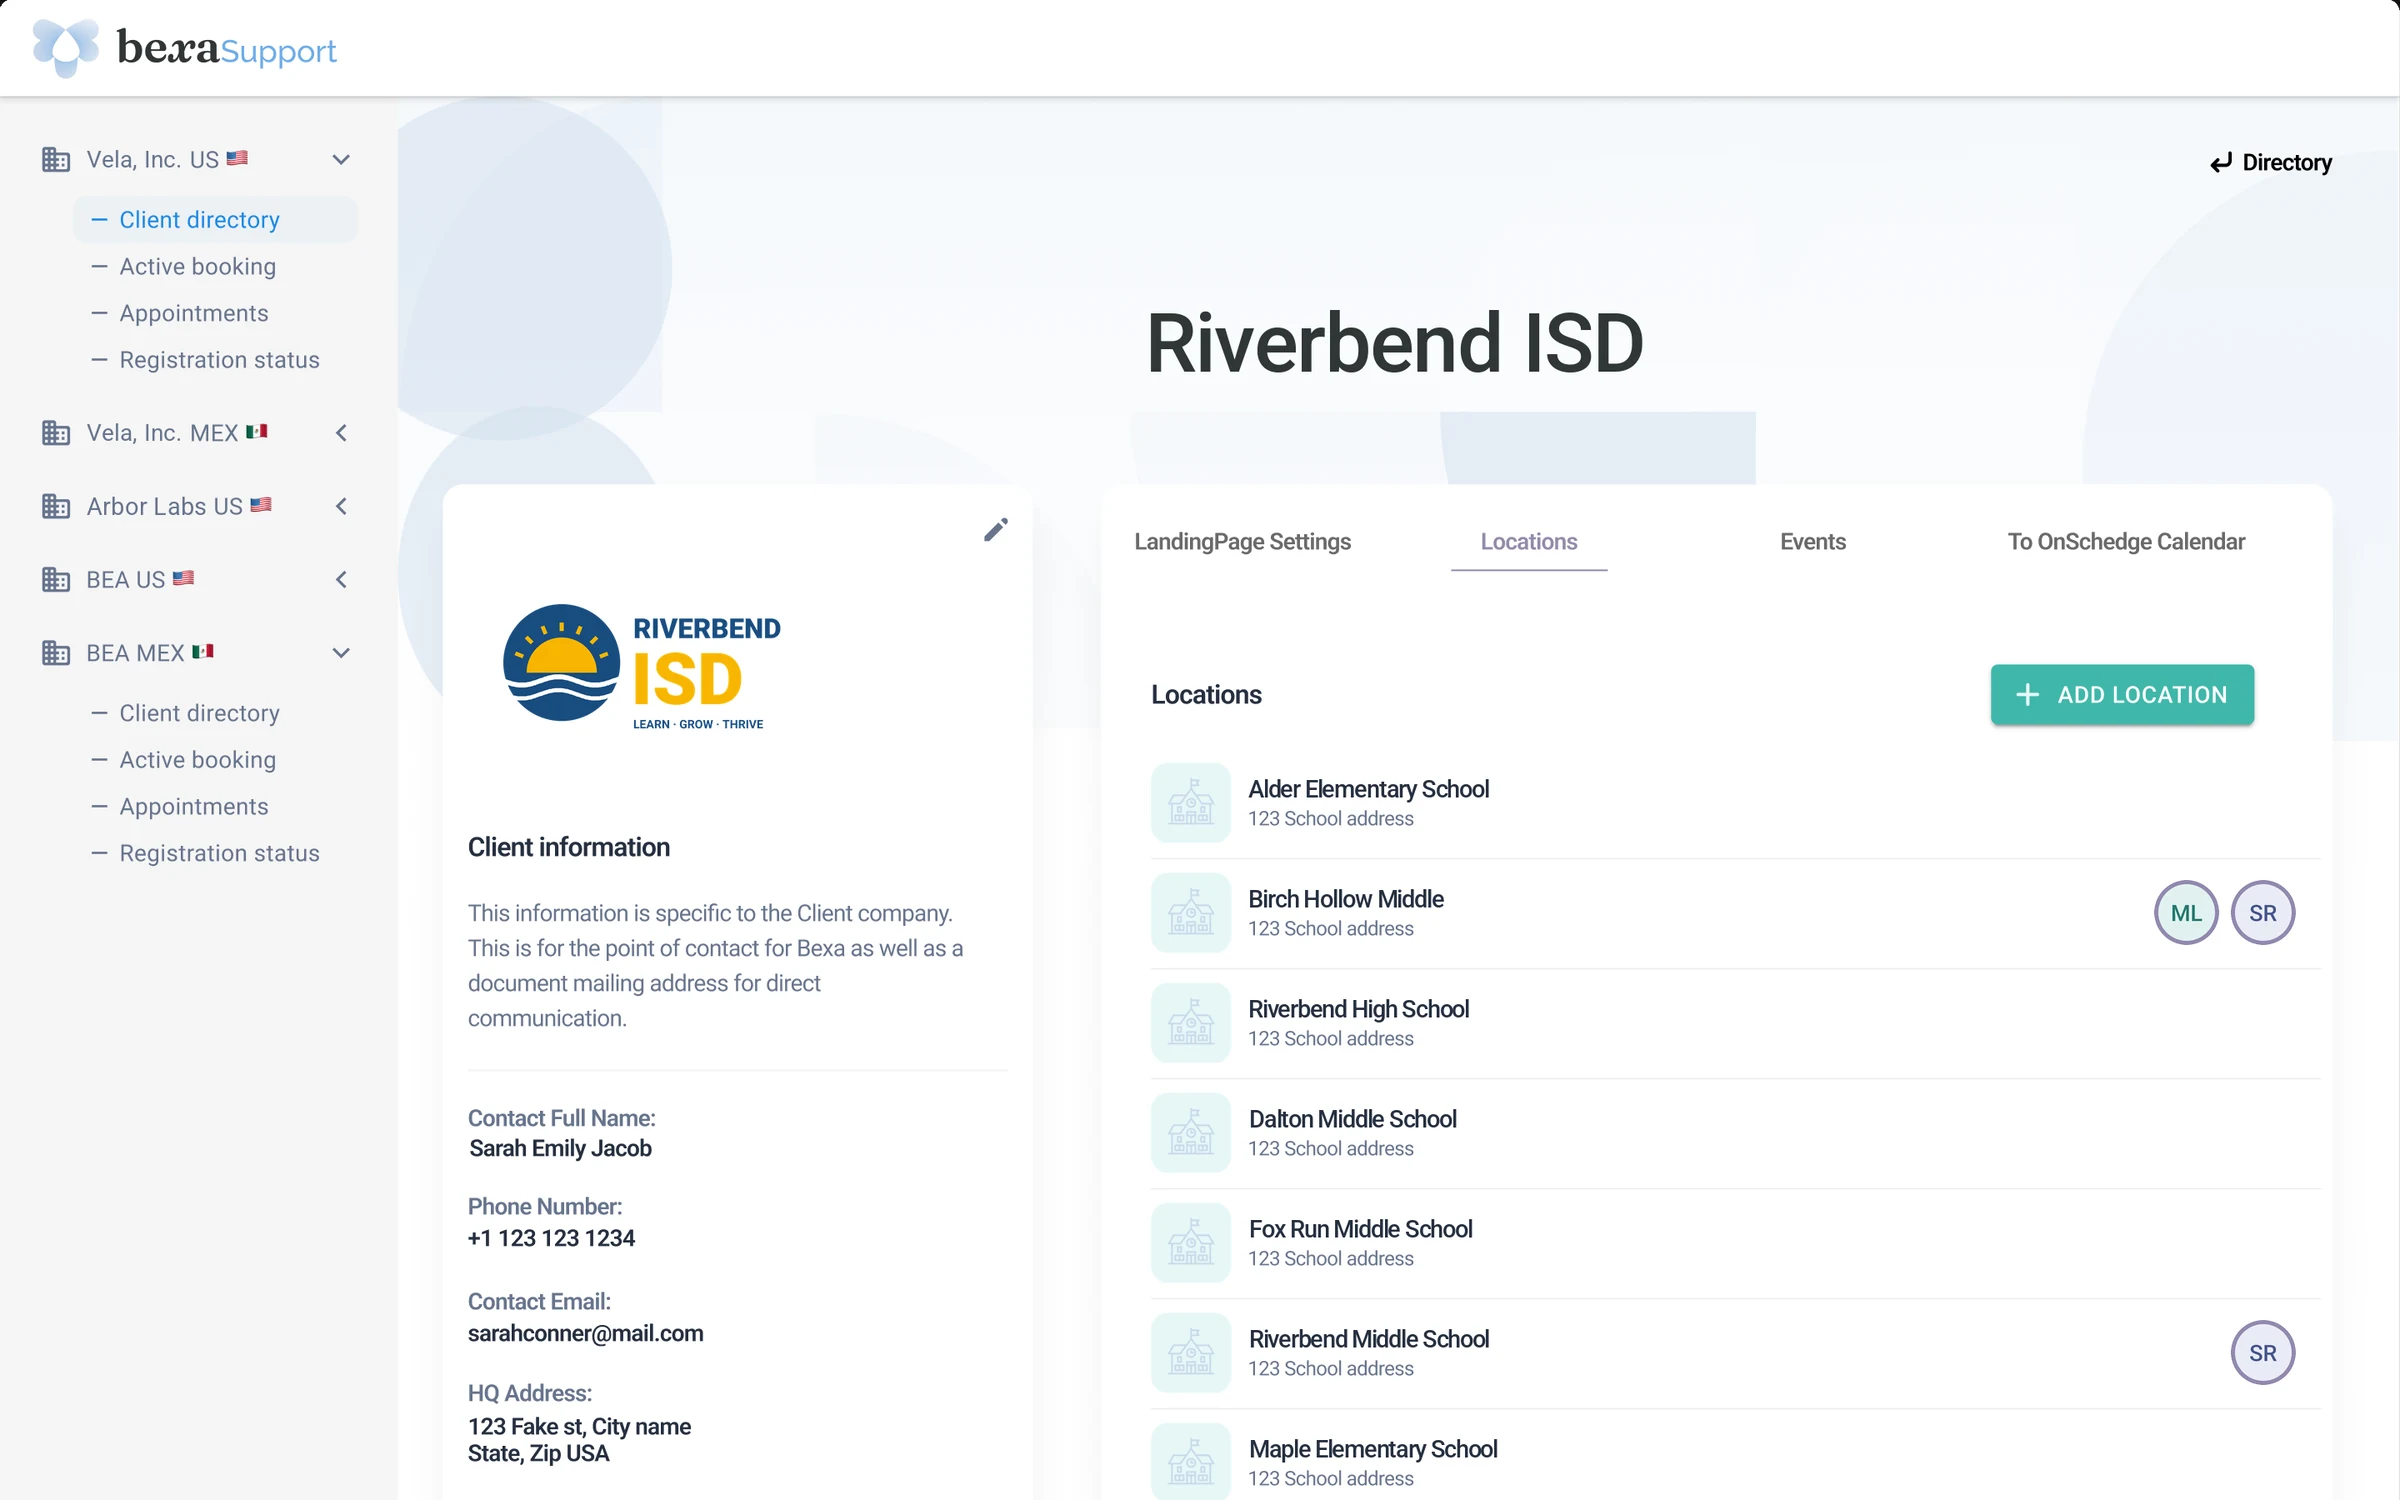 bexaSupport
Vela, Inc. US 🇺🇸
Client directory
Active booking
Appointments
Registration status
Vela, Inc. MEX 🇲🇽
Arbor Labs US 🇺🇸
BEA US 🇺🇸
BEA MEX 🇲🇽
Client directory
Active booking
Appointments
Registration status
Directory
Riverbend ISD
RIVERBEND
ISD
LEARN · GROW · THRIVE
Client information
This information is specific to the Client company.
This is for the point of contact for Bexa as well as a
document mailing address for direct
communication.
Contact Full Name:
Sarah Emily Jacob
Phone Number:
+1 123 123 1234
Contact Email:
sarahconner@mail.com
HQ Address:
123 Fake st, City name
State, Zip USA
LandingPage Settings
Locations
Events
To OnSchedge Calendar
Locations
+ ADD LOCATION
Alder Elementary School
123 School address
Birch Hollow Middle
123 School address
ML
SR
Riverbend High School
123 School address
Dalton Middle School
123 School address
Fox Run Middle School
123 School address
Riverbend Middle School
123 School address
SR
Maple Elementary School
123 School address